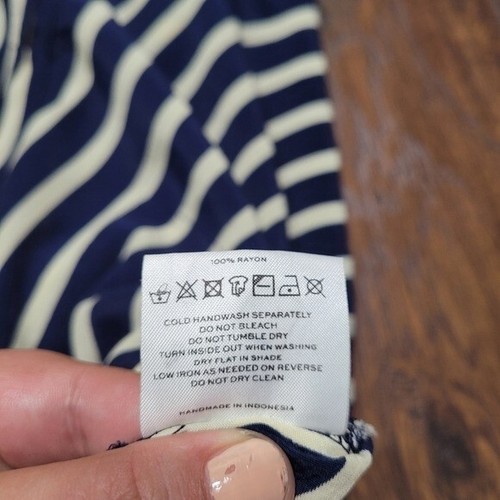 100% RAYON
COLD HANDWASH SEPARATELY
DO NOT BLEACH
DO NOT TUMBLE DRY
TURN INSIDE OUT WHEN WASHING
DRY FLAT IN SHADE
LOW IRON AS NEEDED ON REVERSE
DO NOT DRY CLEAN
HANDMADE IN INDONESIA